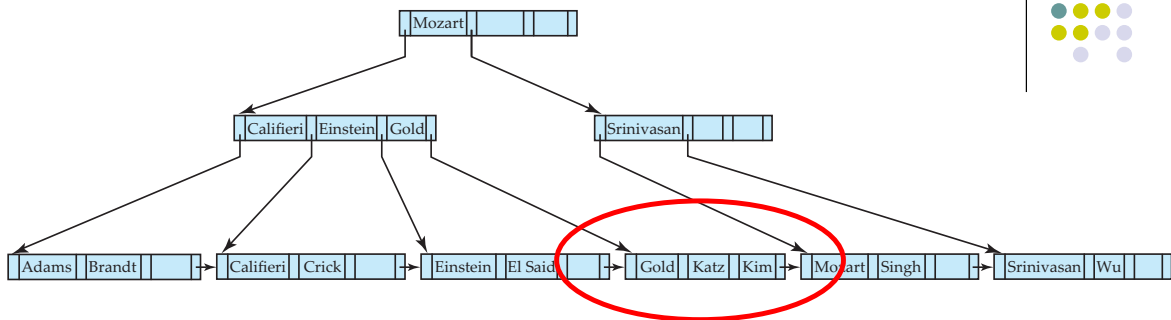 Mozart
Califieri Einstein Gold Srinivasan
Adams Brandt Califieri Crick Einstein El Said Gold Katz Kim Mozart Singh Srinivasan Wu